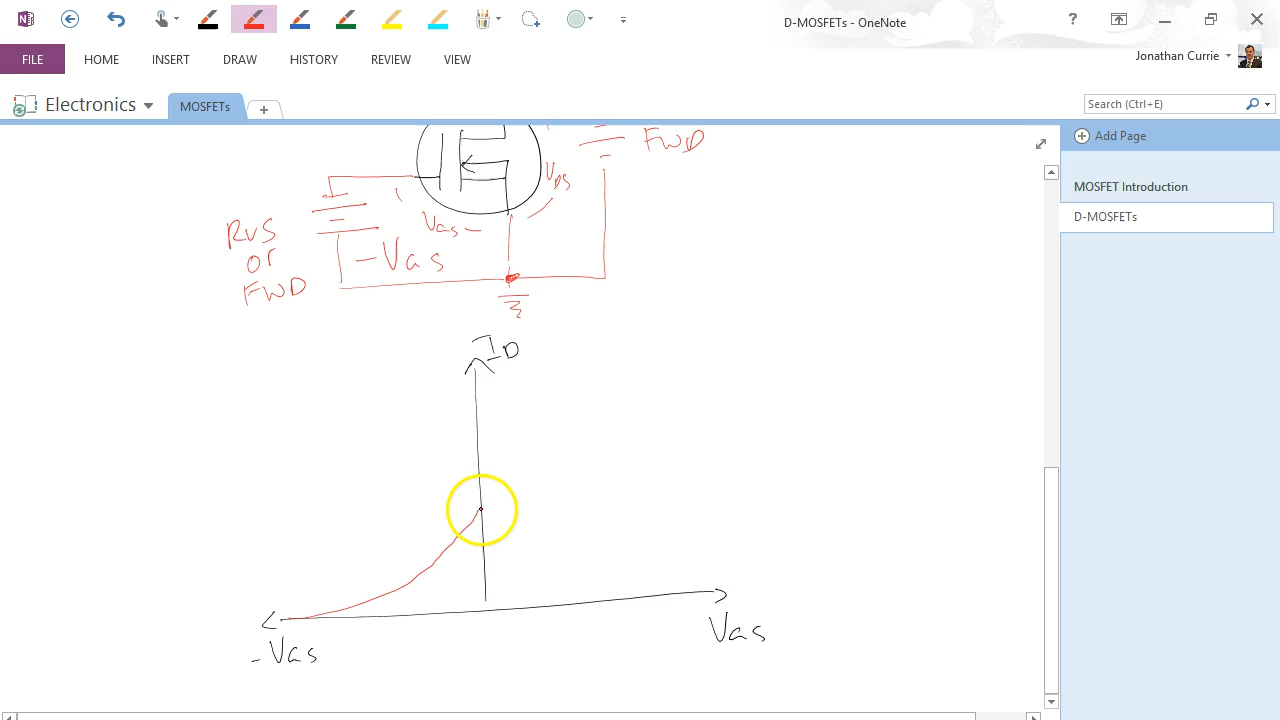 D-MOSFETs - OneNote
?
FILE HOME INSERT DRAW HISTORY REVIEW VIEW
Jonathan Currie
Electronics
MOSFETs
+
Search (Ctrl+E)
Add Page
MOSFET Introduction
D-MOSFETs
FWD
VDS
RVS
or
FWD
VGS -
-VGS
ID
-VGS
VGS